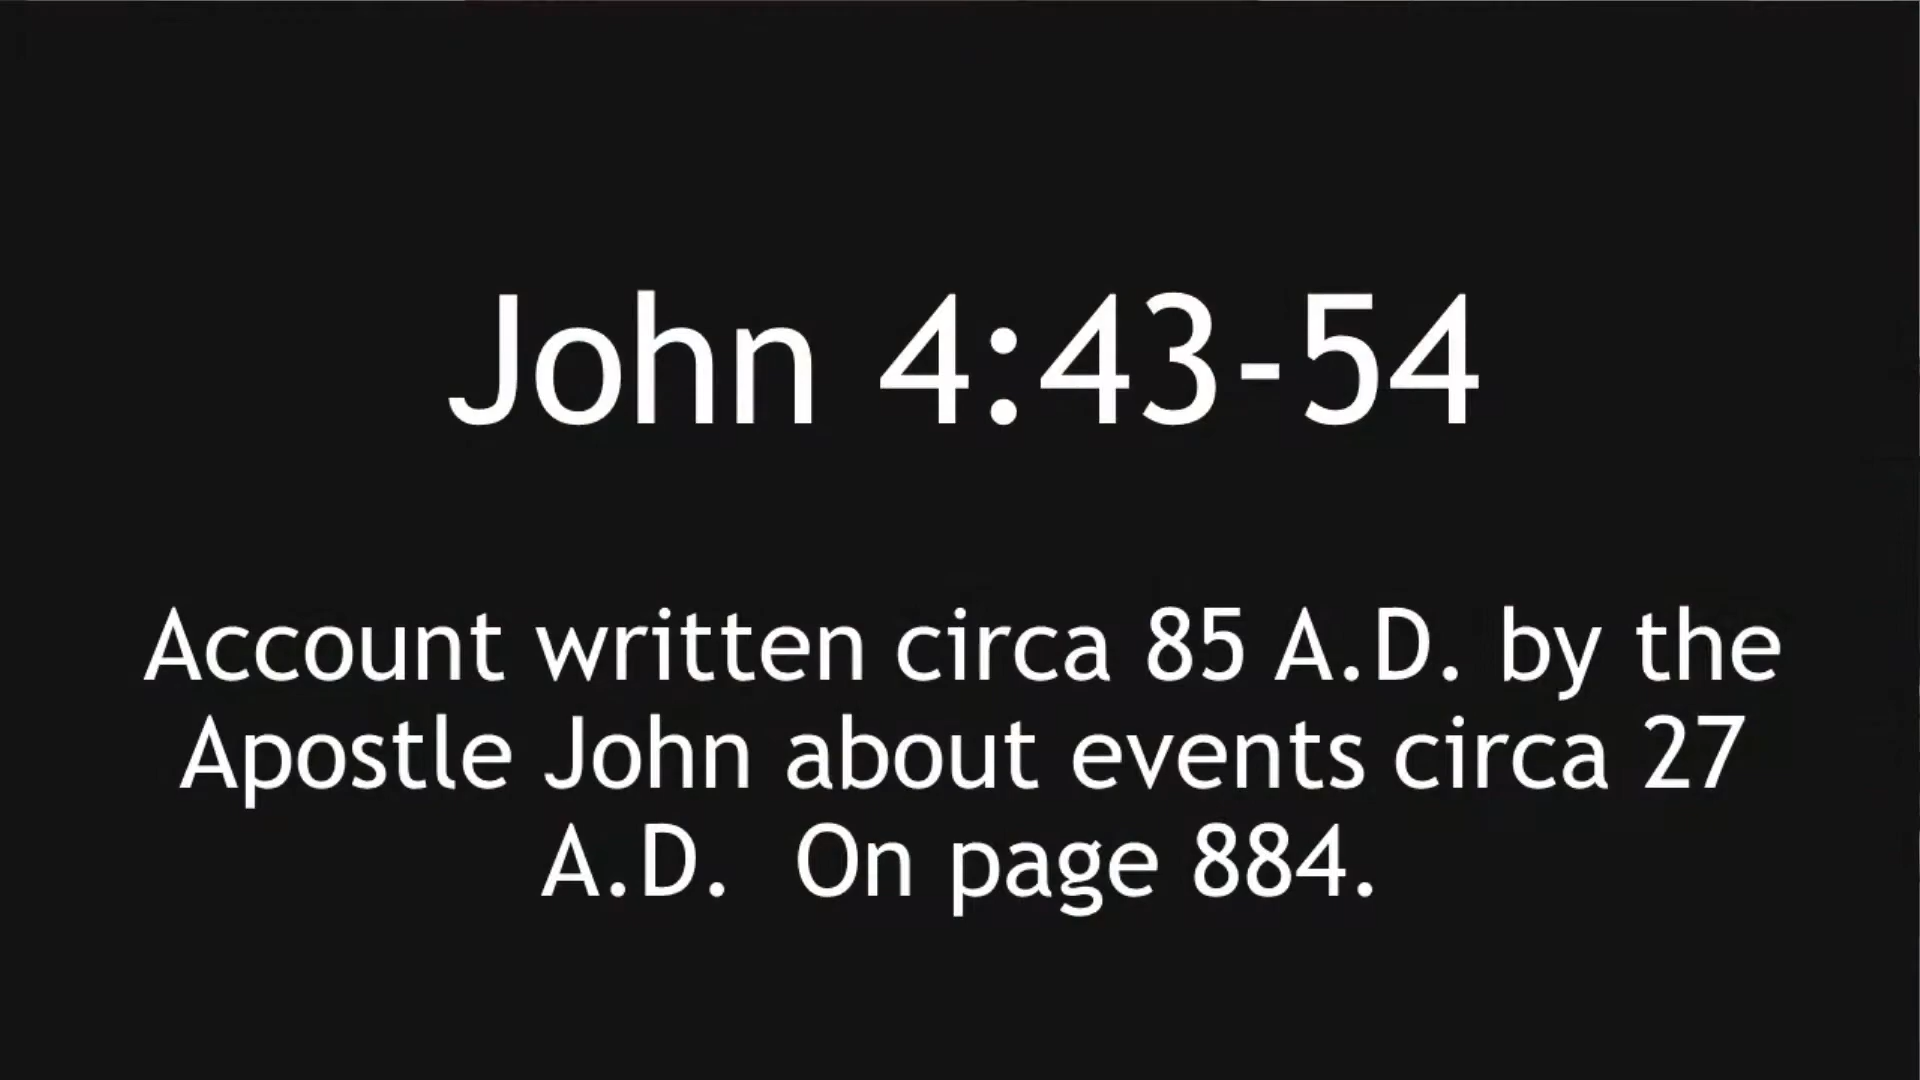 John 4:43-54
Account written circa 85 A.D. by the
Apostle John about events circa 27
A.D.  On page 884.